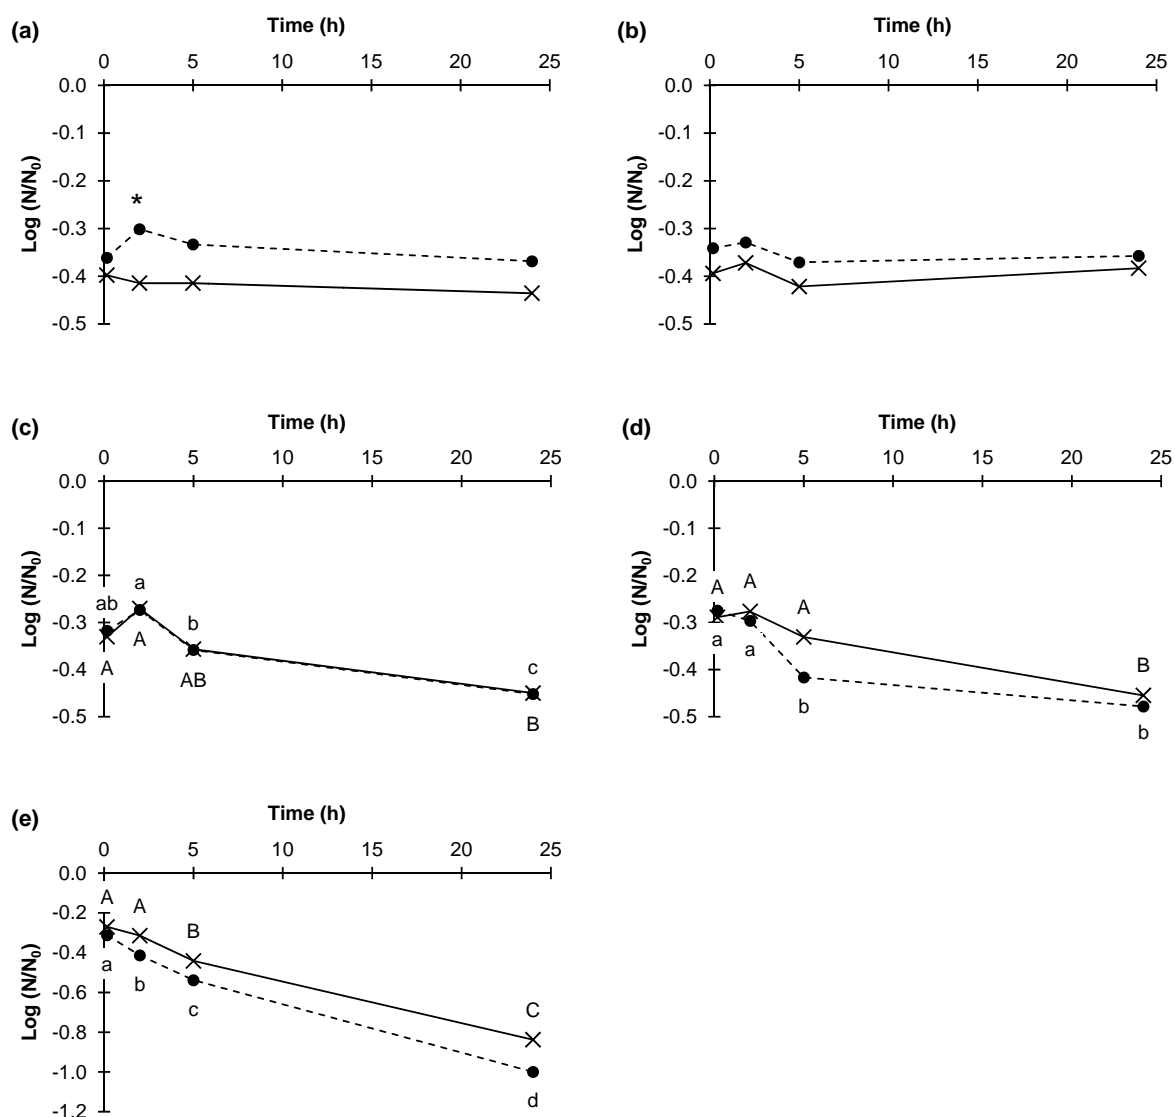 (a)
Time (h)
0 5 10 15 20 25
0.0
-0.1
-0.2
-0.3
-0.4
-0.5
Log (N/N₀)
*
(b)
Time (h)
0 5 10 15 20 25
0.0
-0.1
-0.2
-0.3
-0.4
-0.5
Log (N/N₀)
(c)
Time (h)
0 5 10 15 20 25
0.0
-0.1
-0.2
-0.3
-0.4
-0.5
Log (N/N₀)
ab a b c
A A AB B
(d)
Time (h)
0 5 10 15 20 25
0.0
-0.1
-0.2
-0.3
-0.4
-0.5
Log (N/N₀)
A A A B
a a b b
(e)
Time (h)
0 5 10 15 20 25
0.0
-0.2
-0.4
-0.6
-0.8
-1.0
-1.2
Log (N/N₀)
A A B C
a b c d